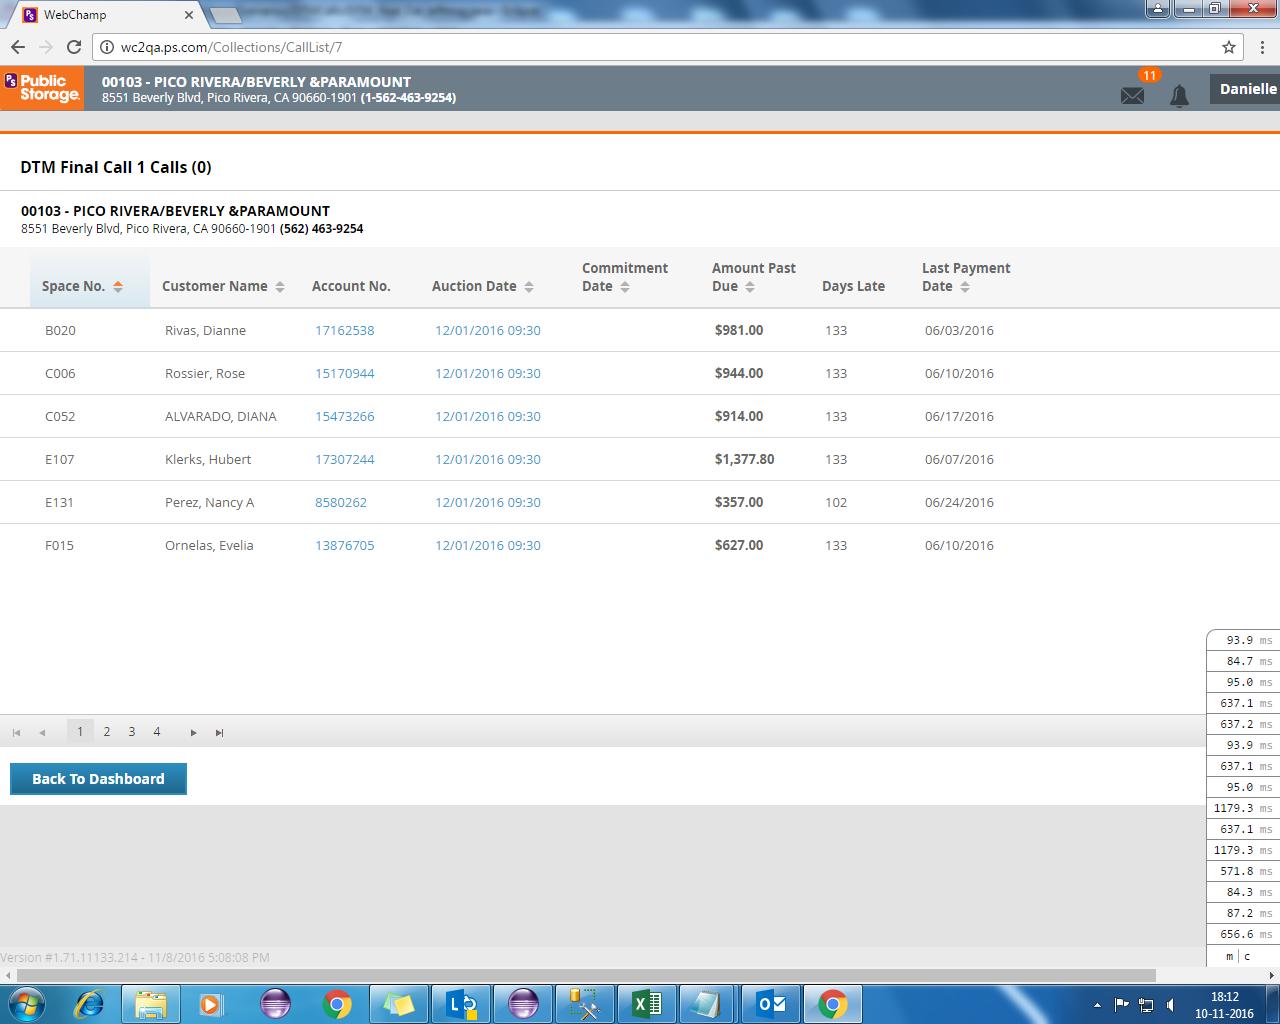 WebChamp
wc2qa.ps.com/Collections/CallList/7
PS Public Storage.
00103 - PICO RIVERA/BEVERLY &PARAMOUNT
8551 Beverly Blvd, Pico Rivera, CA 90660-1901 (1-562-463-9254)
11
Danielle
DTM Final Call 1 Calls (0)
00103 - PICO RIVERA/BEVERLY &PARAMOUNT
8551 Beverly Blvd, Pico Rivera, CA 90660-1901 (562) 463-9254
Space No. Customer Name Account No. Auction Date Commitment Date Amount Past Due Days Late Last Payment Date
B020 Rivas, Dianne 17162538 12/01/2016 09:30 $981.00 133 06/03/2016
C006 Rossier, Rose 15170944 12/01/2016 09:30 $944.00 133 06/10/2016
C052 ALVARADO, DIANA 15473266 12/01/2016 09:30 $914.00 133 06/17/2016
E107 Klerks, Hubert 17307244 12/01/2016 09:30 $1,377.80 133 06/07/2016
E131 Perez, Nancy A 8580262 12/01/2016 09:30 $357.00 102 06/24/2016
F015 Ornelas, Evelia 13876705 12/01/2016 09:30 $627.00 133 06/10/2016
93.9 ms
84.7 ms
95.0 ms
637.1 ms
637.2 ms
93.9 ms
637.1 ms
95.0 ms
1179.3 ms
637.1 ms
1179.3 ms
571.8 ms
84.3 ms
87.2 ms
656.6 ms
m | c
1 2 3 4
Back To Dashboard
Version #1.71.11133.214 - 11/8/2016 5:08:08 PM
18:12
10-11-2016